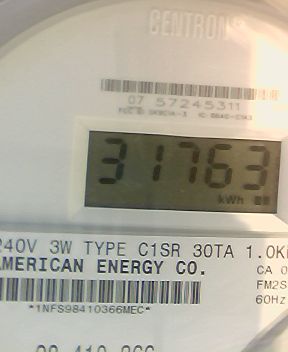 CENTRON
07 57245311
31763
kWh
240V 3W TYPE C1SR 30TA 1.0K
AMERICAN ENERGY CO.
CA 0
FM2S
60Hz
*1NFS98410366MEC*